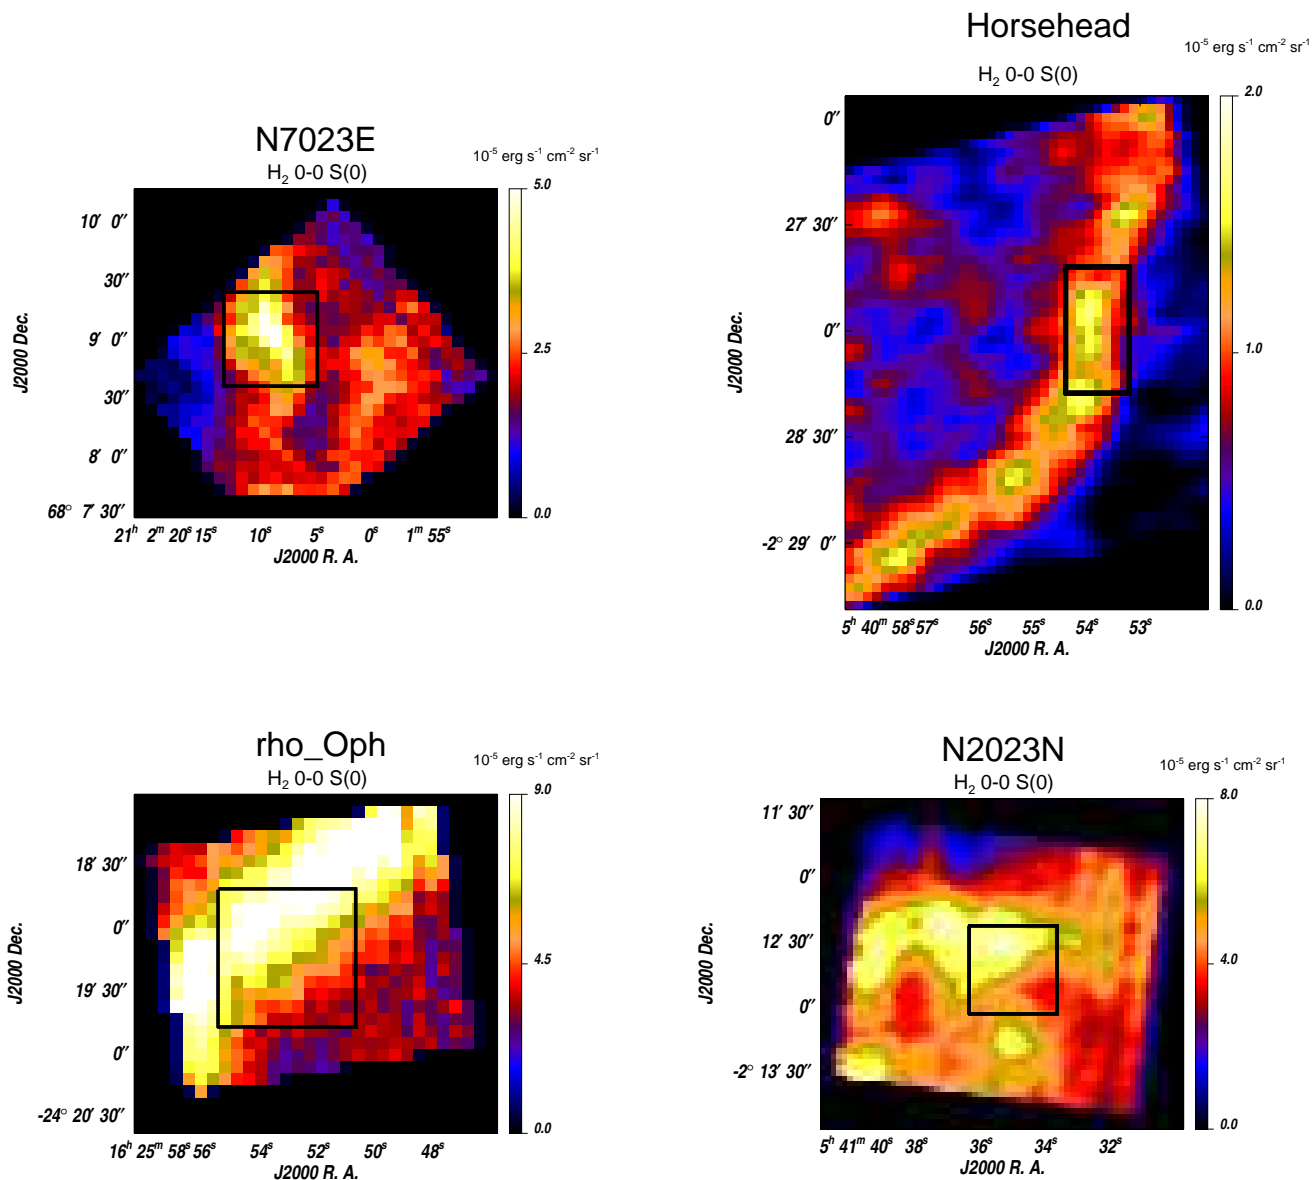 N7023E
H₂ 0-0 S(0)
10⁻⁵ erg s⁻¹ cm⁻² sr⁻¹
5.0
2.5
0.0
10′ 0″
30″
9′ 0″
30″
8′ 0″
68° 7′ 30″
J2000 Dec.
21ʰ 2ᵐ 20ˢ15ˢ 10ˢ 5ˢ 0ˢ 1ᵐ 55ˢ
J2000 R. A.
Horsehead
H₂ 0-0 S(0)
10⁻⁵ erg s⁻¹ cm⁻² sr⁻¹
2.0
1.0
0.0
0″
27′ 30″
0″
28′ 30″
-2° 29′ 0″
J2000 Dec.
5ʰ 40ᵐ 58ˢ57ˢ 56ˢ 55ˢ 54ˢ 53ˢ
J2000 R. A.
rho_Oph
H₂ 0-0 S(0)
10⁻⁵ erg s⁻¹ cm⁻² sr⁻¹
9.0
4.5
0.0
18′ 30″
0″
19′ 30″
0″
-24° 20′ 30″
J2000 Dec.
16ʰ 25ᵐ 58ˢ56ˢ 54ˢ 52ˢ 50ˢ 48ˢ
J2000 R. A.
N2023N
H₂ 0-0 S(0)
10⁻⁵ erg s⁻¹ cm⁻² sr⁻¹
8.0
4.0
0.0
11′ 30″
0″
12′ 30″
0″
-2° 13′ 30″
J2000 Dec.
5ʰ 41ᵐ 40ˢ 38ˢ 36ˢ 34ˢ 32ˢ
J2000 R. A.